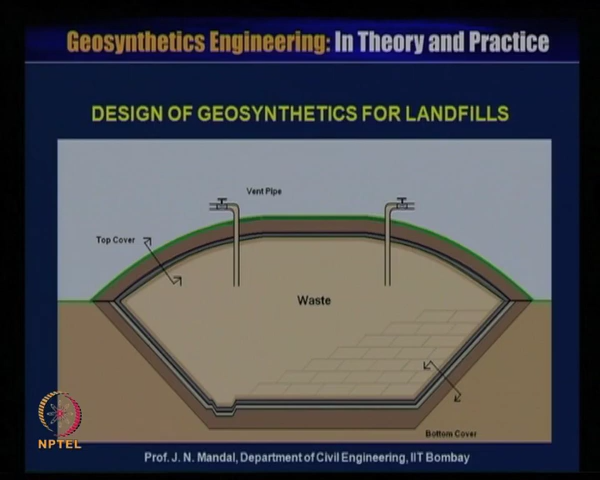 Geosynthetics Engineering: In Theory and Practice
DESIGN OF GEOSYNTHETICS FOR LANDFILLS
Vent Pipe
Top Cover
Waste
Bottom Cover
NPTEL
Prof. J. N. Mandal, Department of Civil Engineering, IIT Bombay